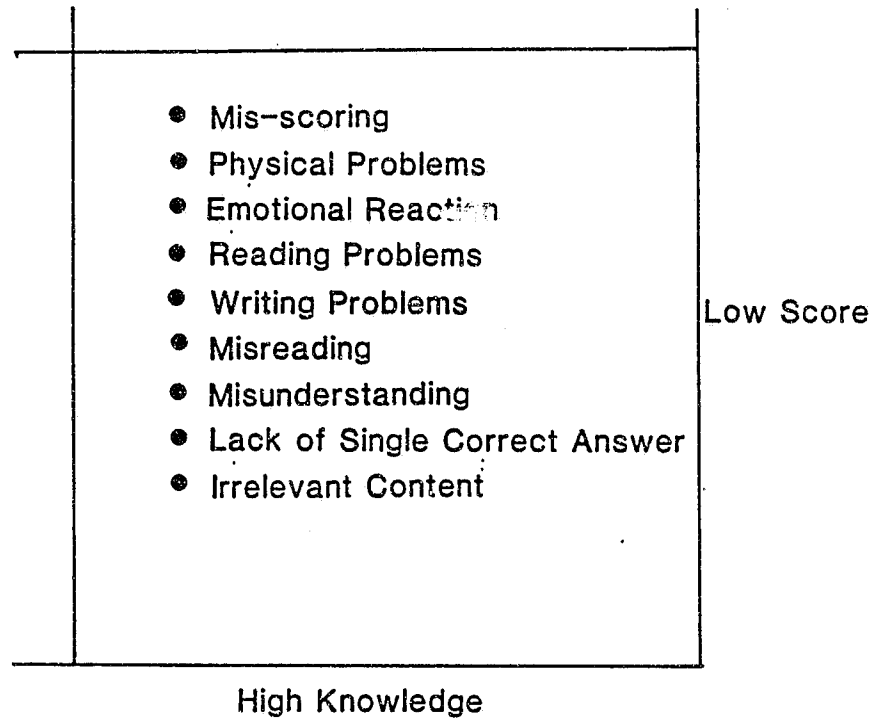 ● Mis-scoring
● Physical Problems
● Emotional Reaction
● Reading Problems
● Writing Problems
● Misreading
● Misunderstanding
● Lack of Single Correct Answer
● Irrelevant Content
Low Score
High Knowledge